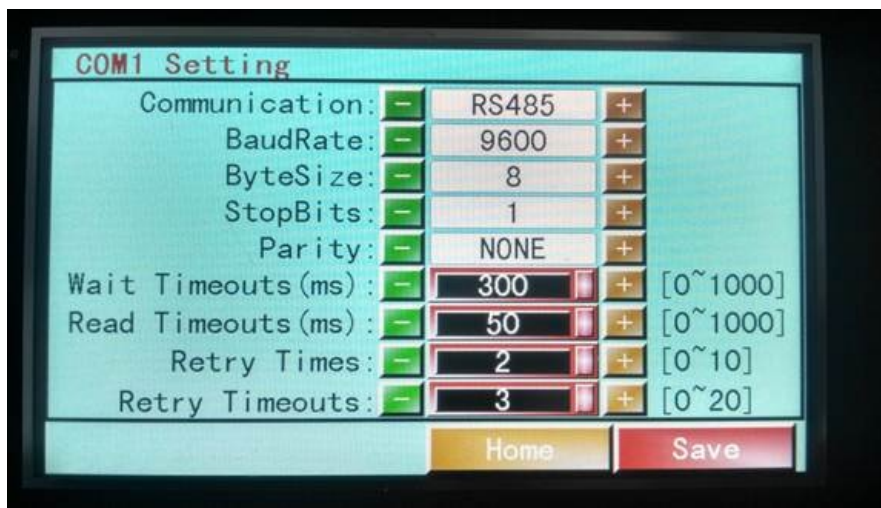 COM1 Setting
Communication: - RS485 +
BaudRate: - 9600 +
ByteSize: - 8 +
StopBits: - 1 +
Parity: - NONE +
Wait Timeouts(ms): - 300 + [0~1000]
Read Timeouts(ms): - 50 + [0~1000]
Retry Times: - 2 + [0~10]
Retry Timeouts: - 3 + [0~20]
Home Save